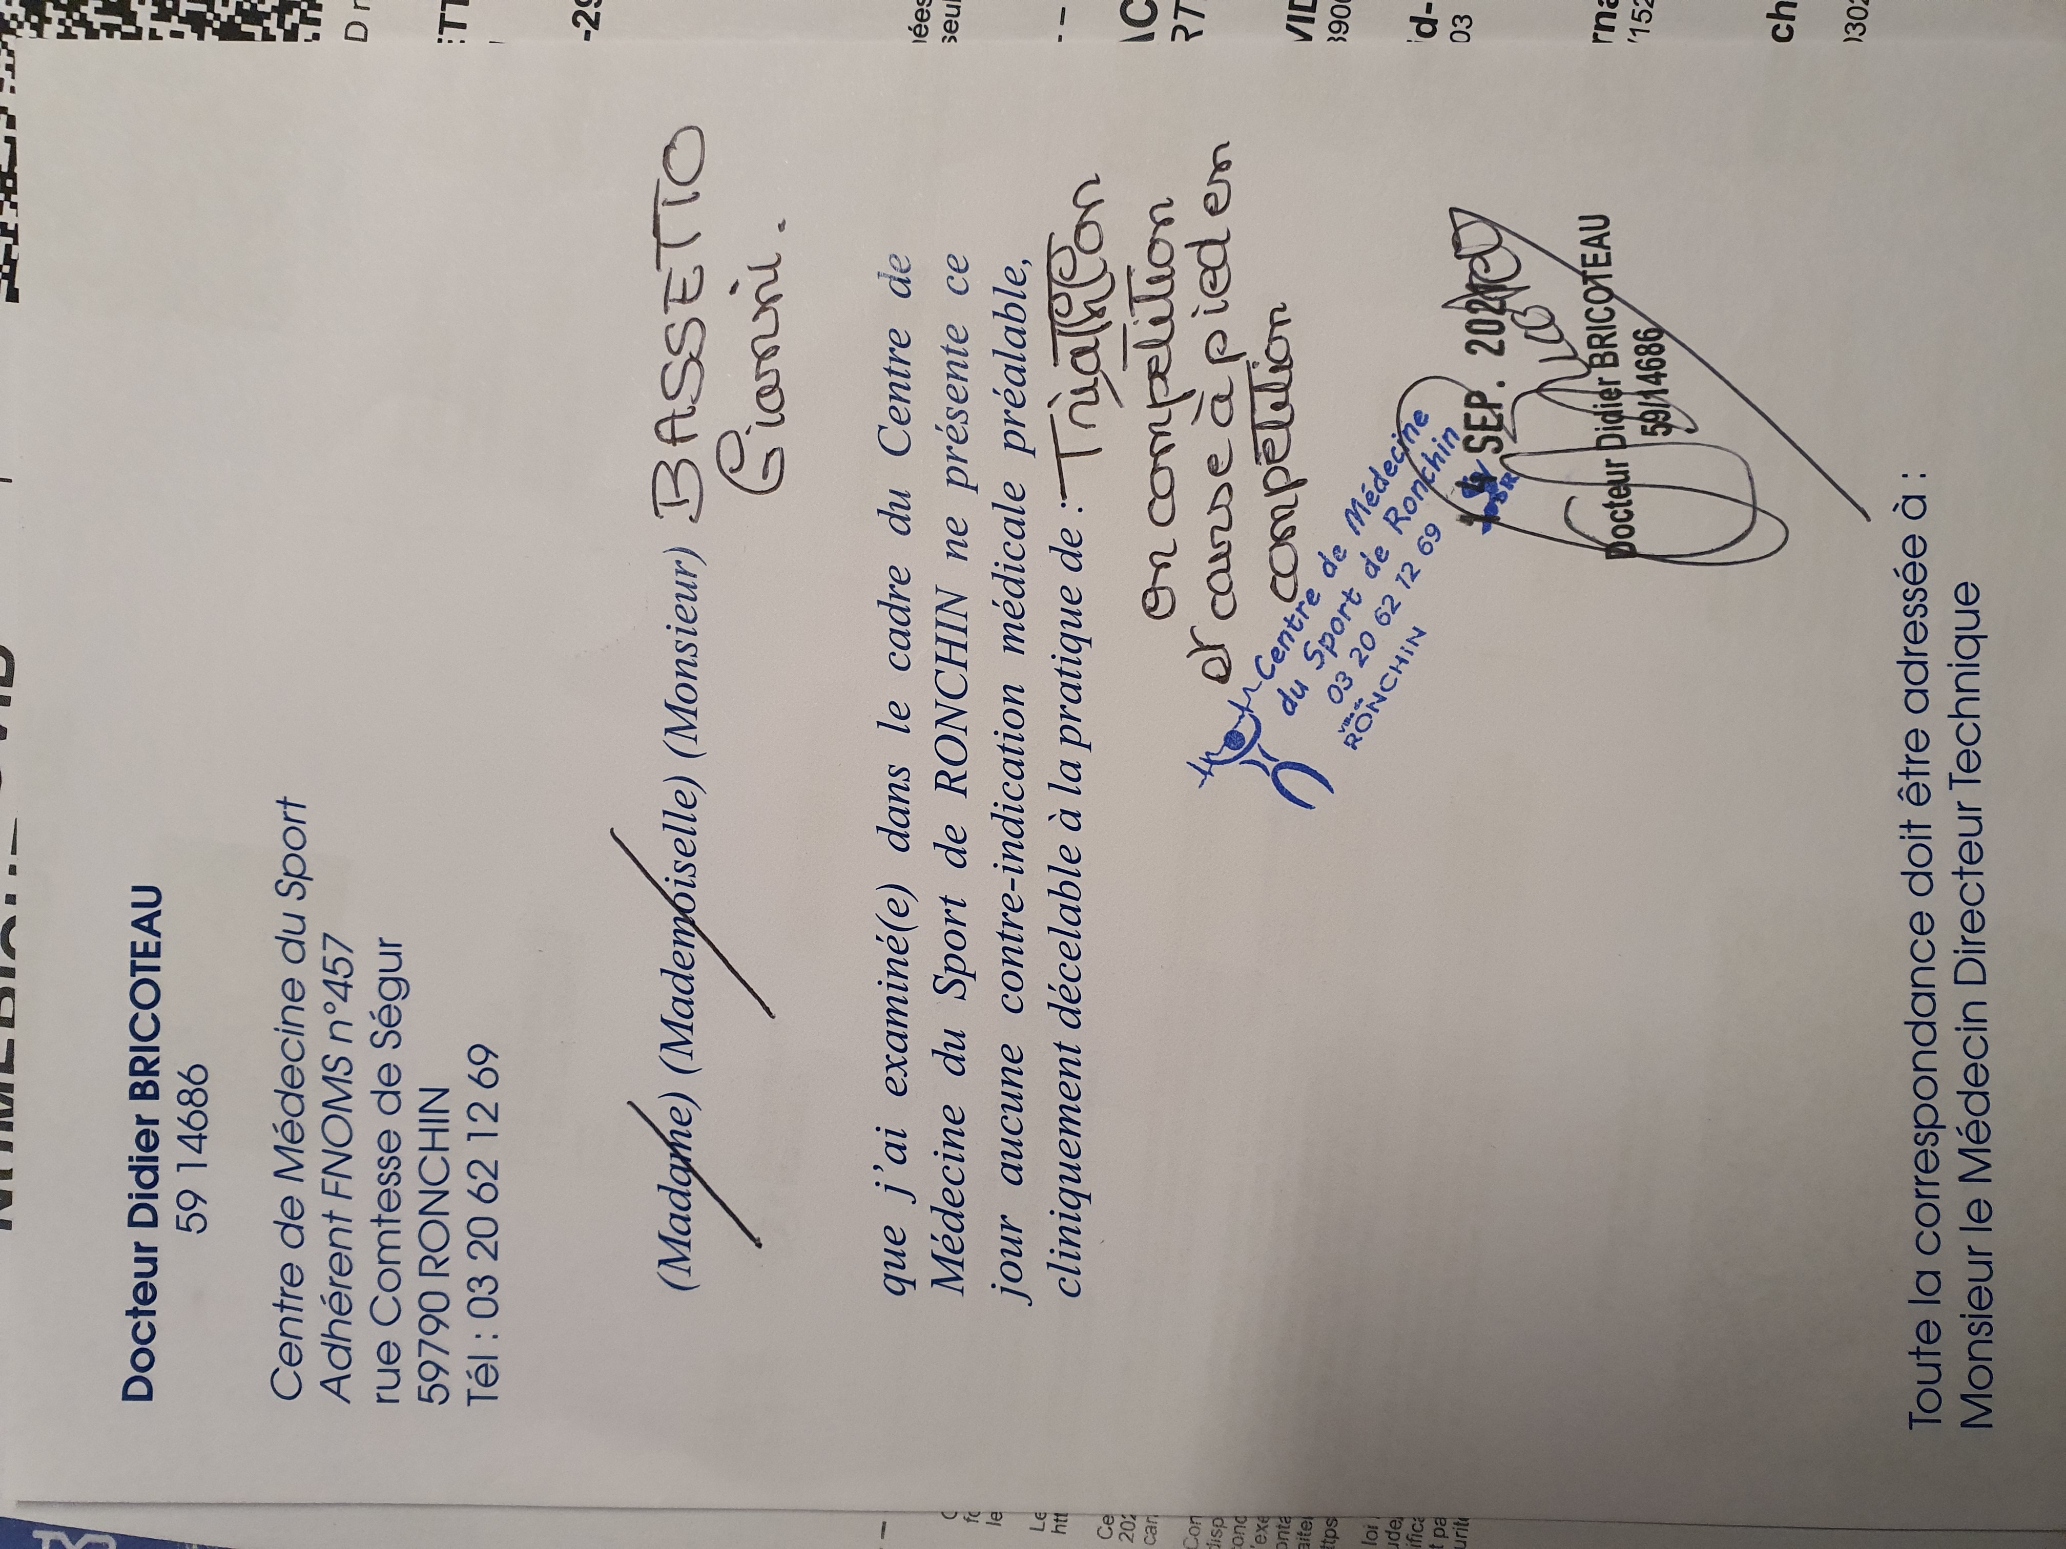 Docteur Didier BRICOTEAU
59 14686
Centre de Médecine du Sport
Adhérent FNOMS n°457
rue Comtesse de Ségur
59790 RONCHIN
Tél : 03 20 62 12 69
(Madame) (Mademoiselle) (Monsieur) BASSETTO
Gianni.
que j'ai examiné(e) dans le cadre du Centre de
Médecine du Sport de RONCHIN ne présente ce
jour aucune contre-indication médicale préalable,
cliniquement décelable à la pratique de : Triathlon
en compétition
et course à pied en
compétition
Centre de Médecine
du Sport de Ronchin
03 20 62 12 69
RONCHIN
SEP. 2021
Docteur Didier BRICOTEAU
59/14686
Toute la correspondance doit être adressée à :
Monsieur le Médecin Directeur Technique